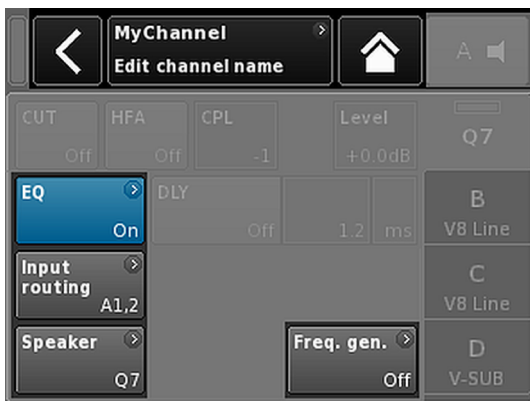 MyChannel
Edit channel name
A
CUT
Off
HFA
Off
CPL
-1
Level
+0.0dB
Q7
EQ
On
DLY
Off
1.2
ms
B
V8 Line
Input
routing
A1,2
C
V8 Line
Speaker
Q7
Freq. gen.
Off
D
V-SUB